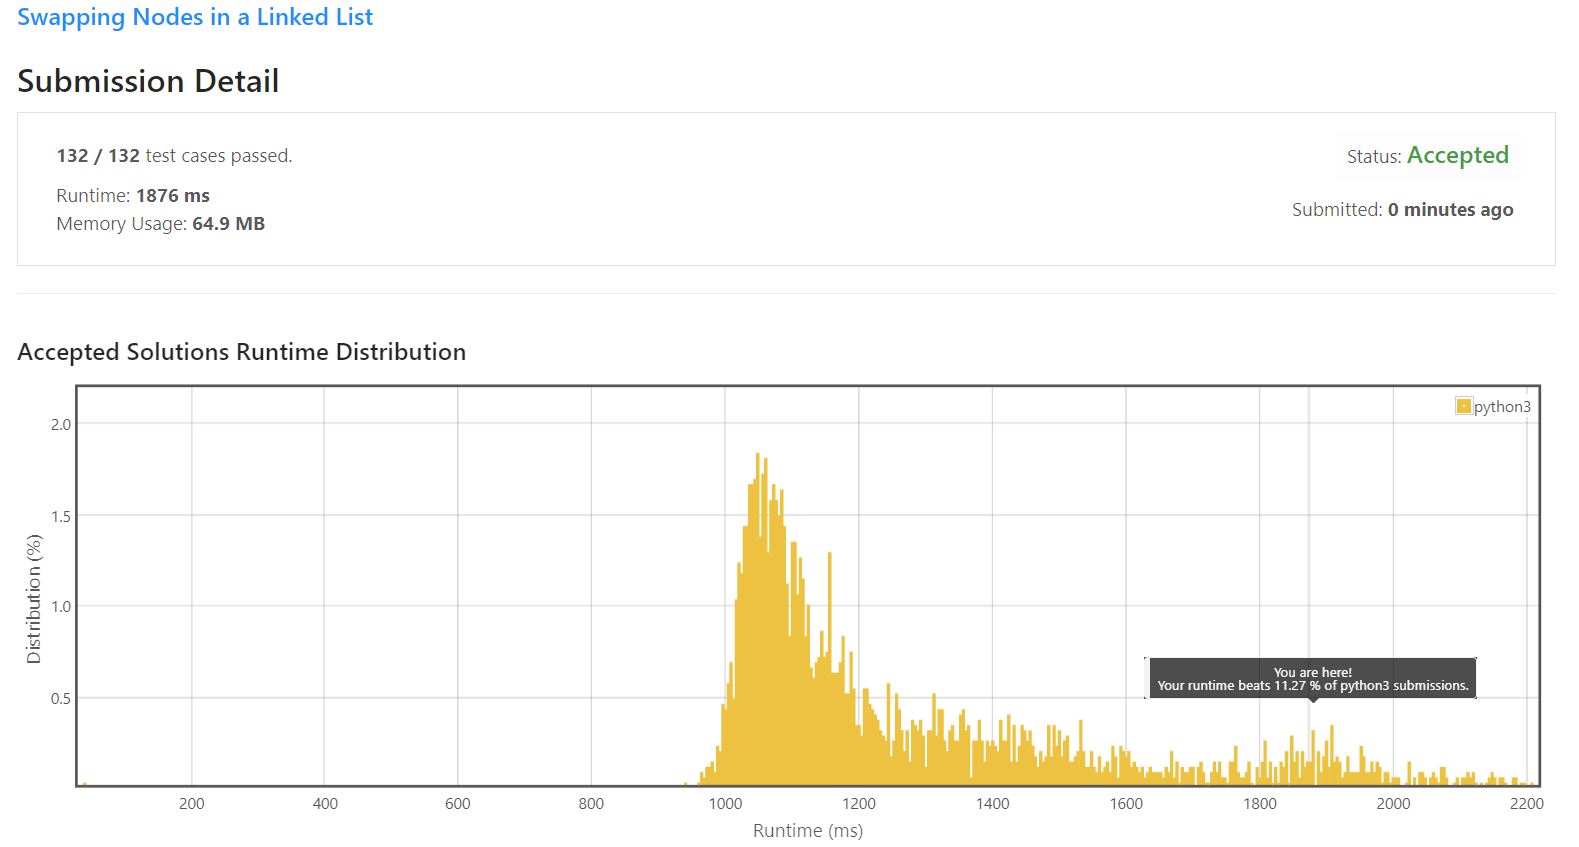 Swapping Nodes in a Linked List
Submission Detail
132 / 132 test cases passed.
Status: Accepted
Runtime: 1876 ms
Memory Usage: 64.9 MB
Submitted: 0 minutes ago
Accepted Solutions Runtime Distribution
python3
2.0
1.5
1.0
0.5
Distribution (%)
You are here!
Your runtime beats 11.27 % of python3 submissions.
200 400 600 800 1000 1200 1400 1600 1800 2000 2200
Runtime (ms)